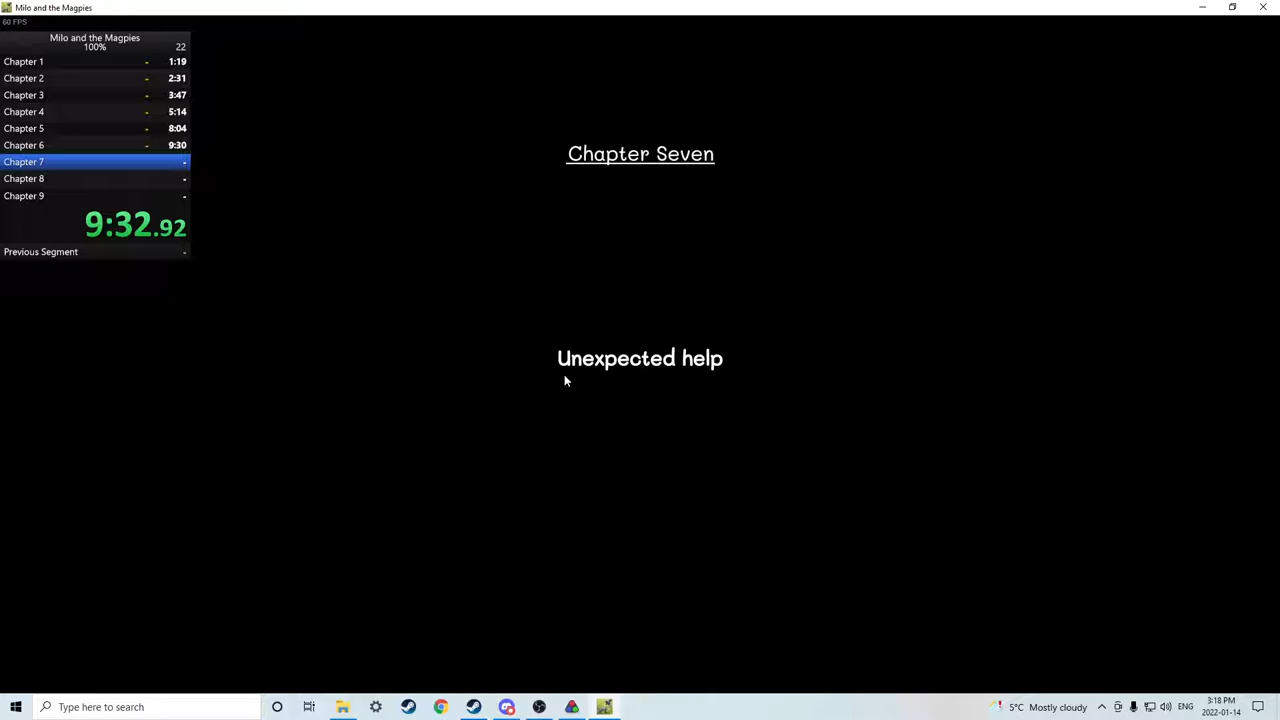 Milo and the Magpies
60 FPS
Milo and the Magpies
100% 22
Chapter 1 - 1:19
Chapter 2 - 2:31
Chapter 3 - 3:47
Chapter 4 - 5:14
Chapter 5 - 8:04
Chapter 6 - 9:30
Chapter 7 -
Chapter 8 -
Chapter 9 -
9:32.92
Previous Segment -
Chapter Seven
Unexpected help
Type here to search
5°C Mostly cloudy
ENG
3:18 PM
2022-01-14